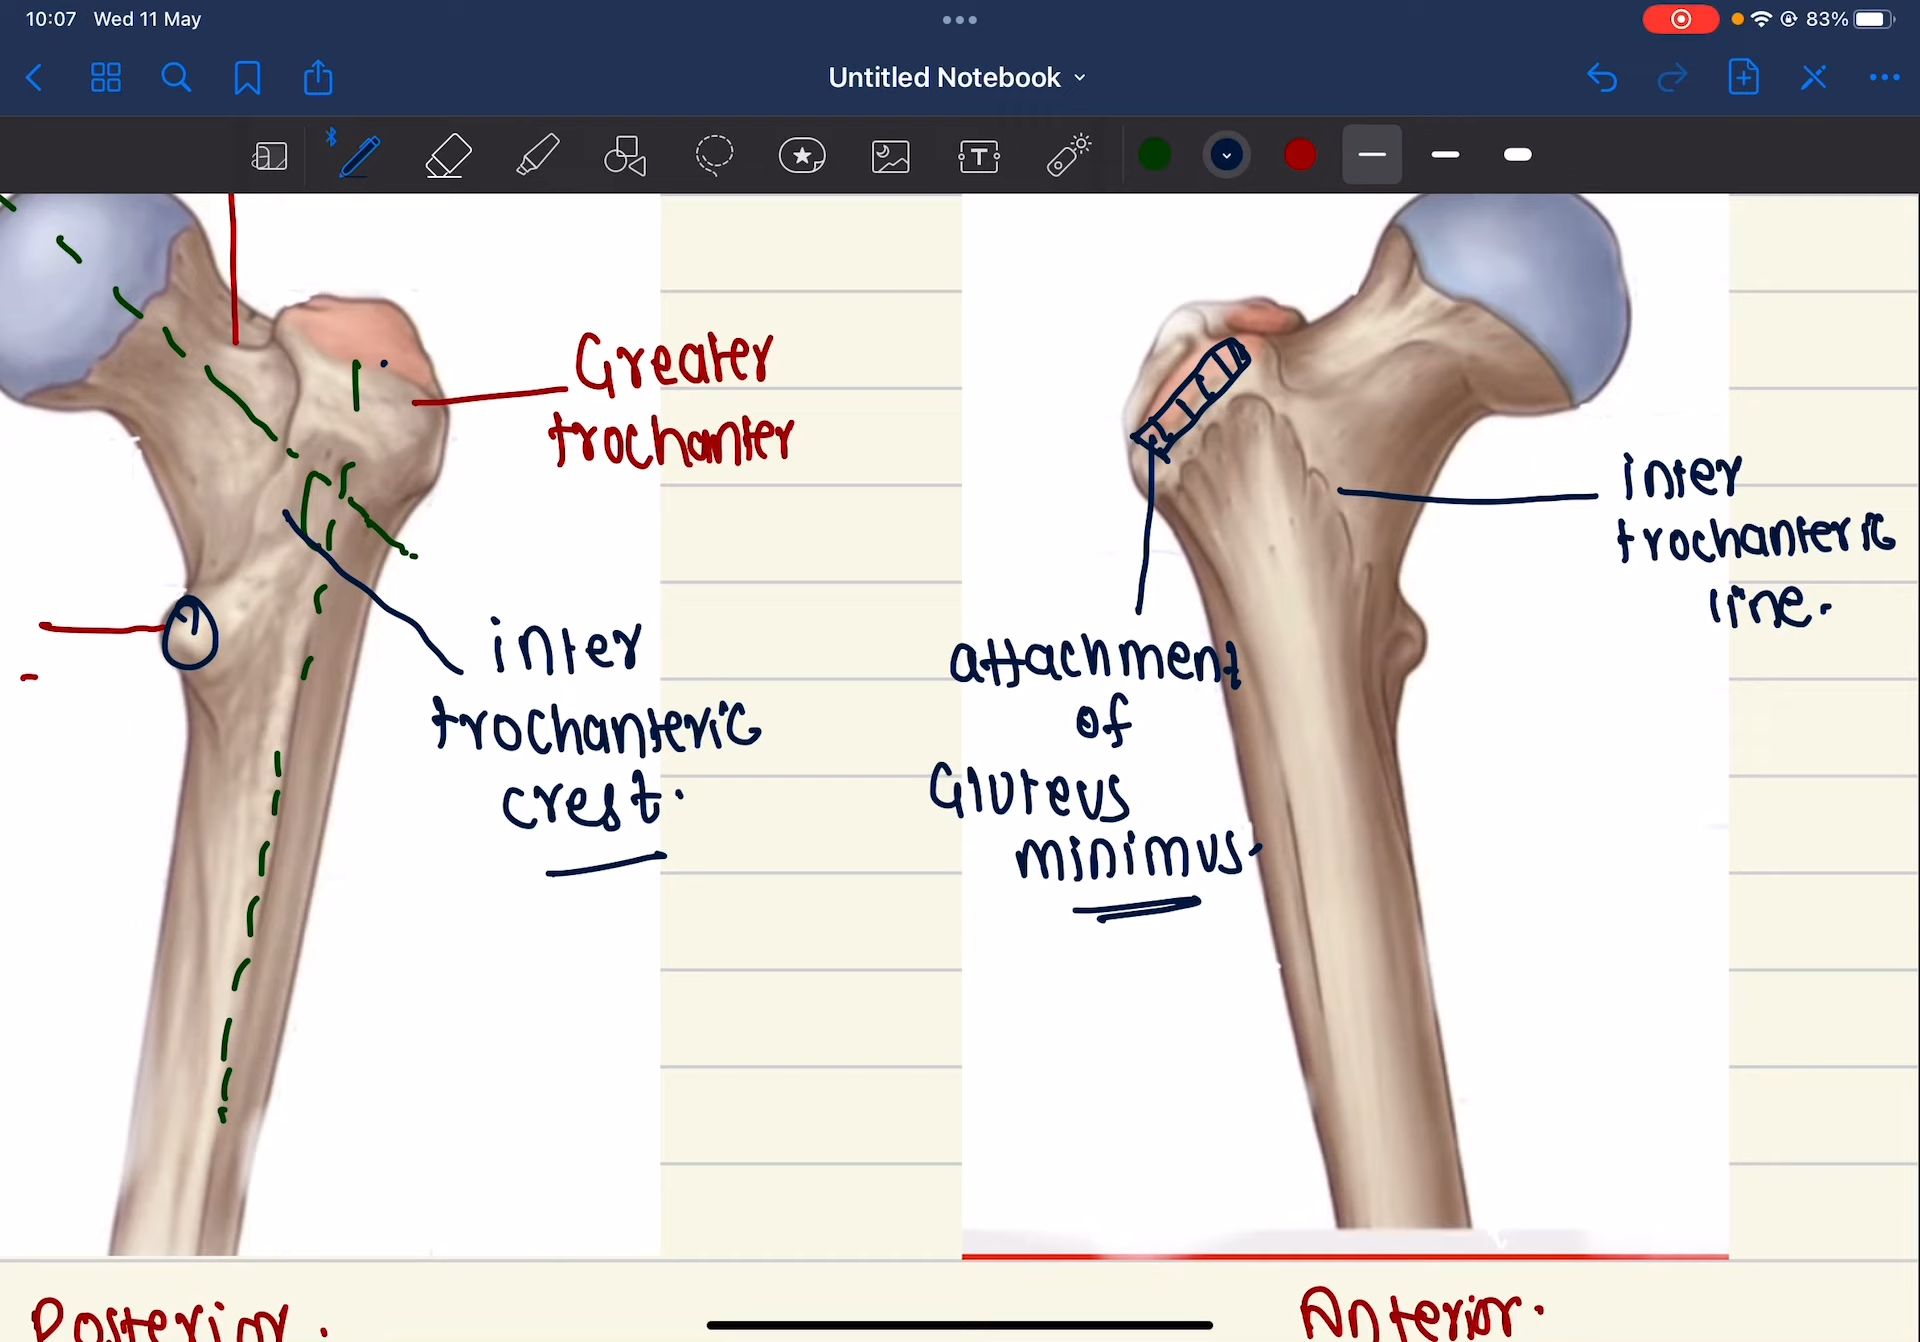 10:07 Wed 11 May
83%
Untitled Notebook
T
Greater
trochanter
inter
trochanteric
crest.
attachment
of
Gluteus
minimus.
inter
trochanteric
line.
Posterior.
Anterior.